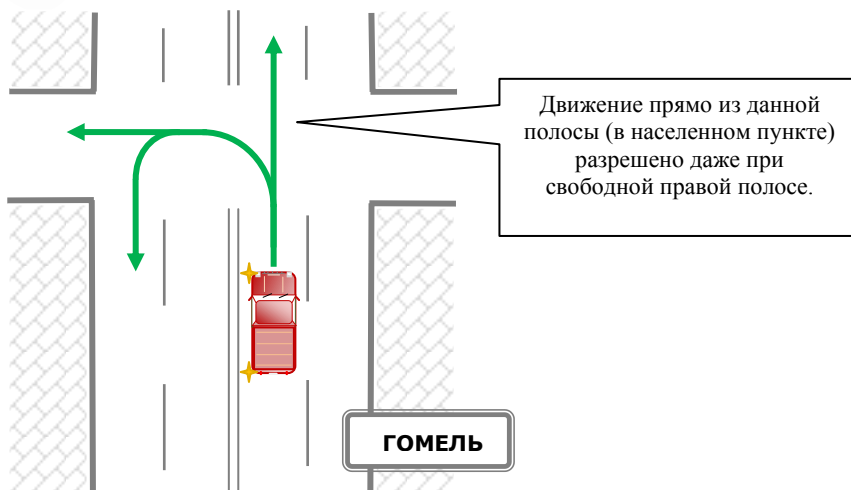 Движение прямо из данной
полосы (в населенном пункте)
разрешено даже при
свободной правой полосе.
ГОМЕЛЬ